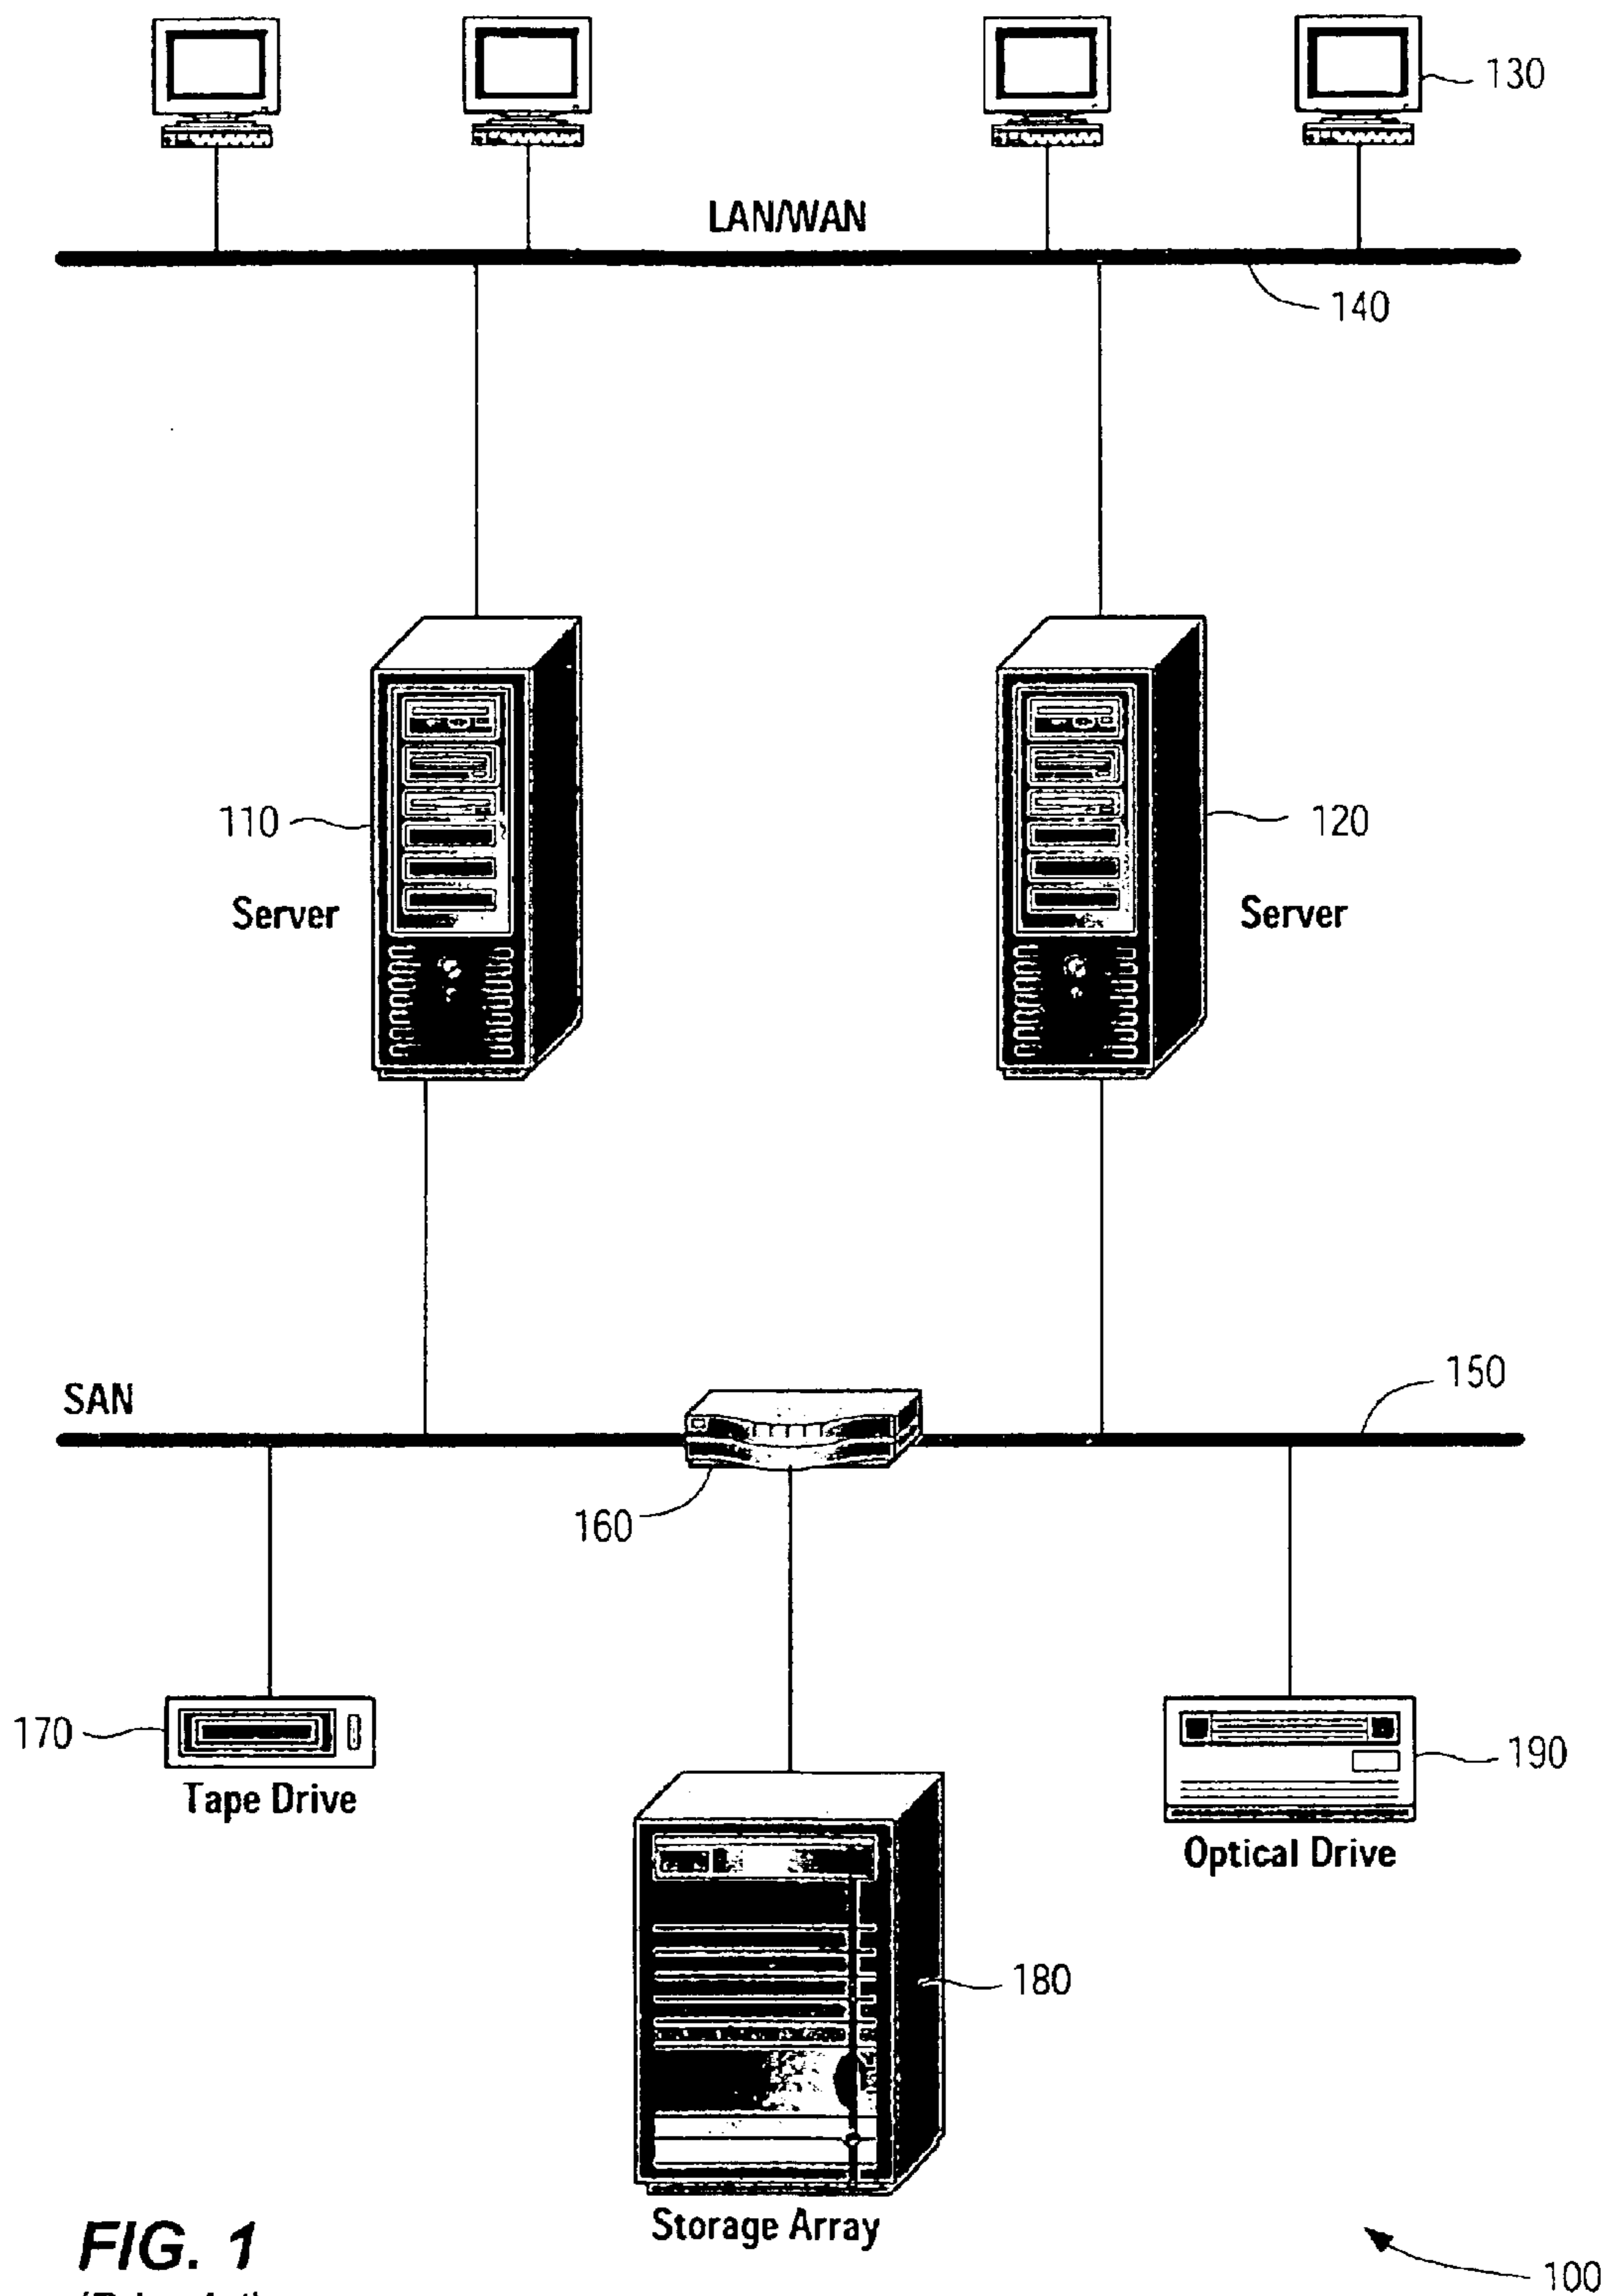 130
LAN/WAN
140
110
120
Server
Server
150
SAN
160
170
190
Tape Drive
Optical Drive
180
Storage Array
FIG. 1
100